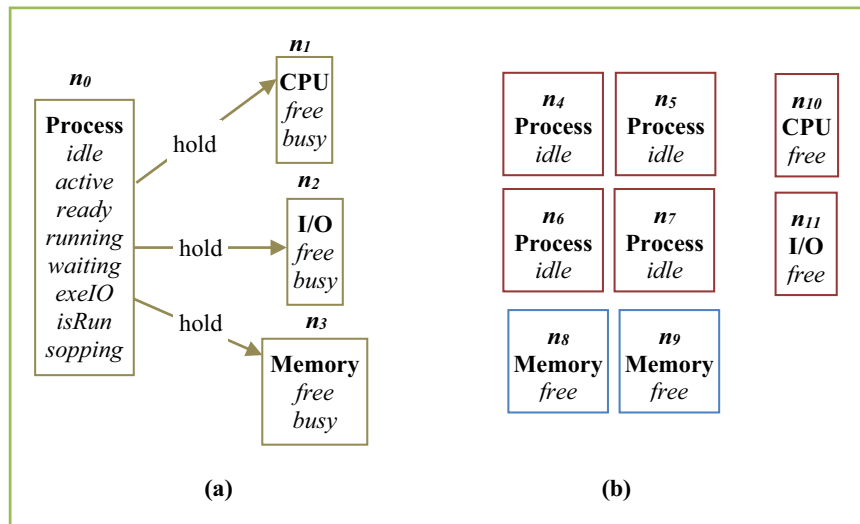 n0
Process
idle
active
ready
running
waiting
exeIO
isRun
sopping
hold
hold
hold
n1
CPU
free
busy
n2
I/O
free
busy
n3
Memory
free
busy
(a)
n4
Process
idle
n5
Process
idle
n6
Process
idle
n7
Process
idle
n8
Memory
free
n9
Memory
free
n10
CPU
free
n11
I/O
free
(b)